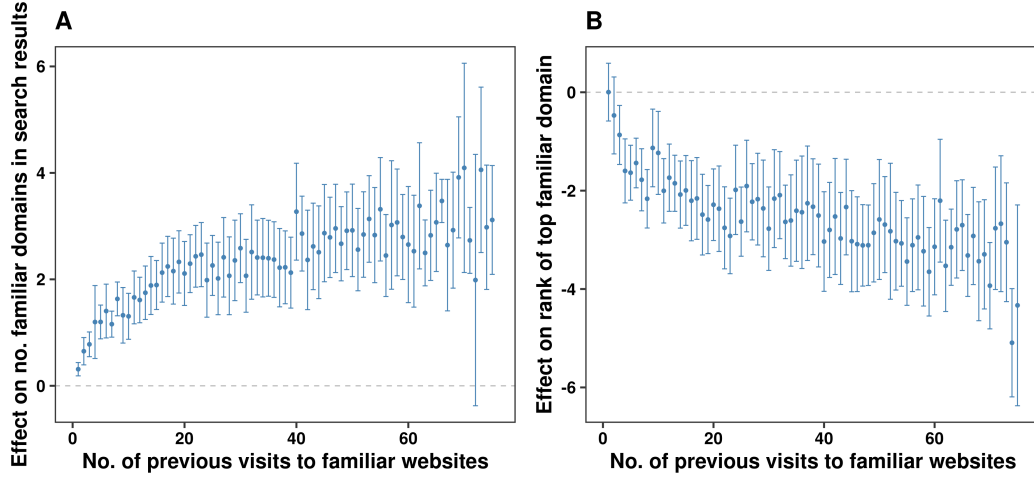 A
Effect on no. familiar domains in search results
6
4
2
0
0
20
40
60
No. of previous visits to familiar websites
B
Effect on rank of top familiar domain
0
-2
-4
-6
0
20
40
60
No. of previous visits to familiar websites